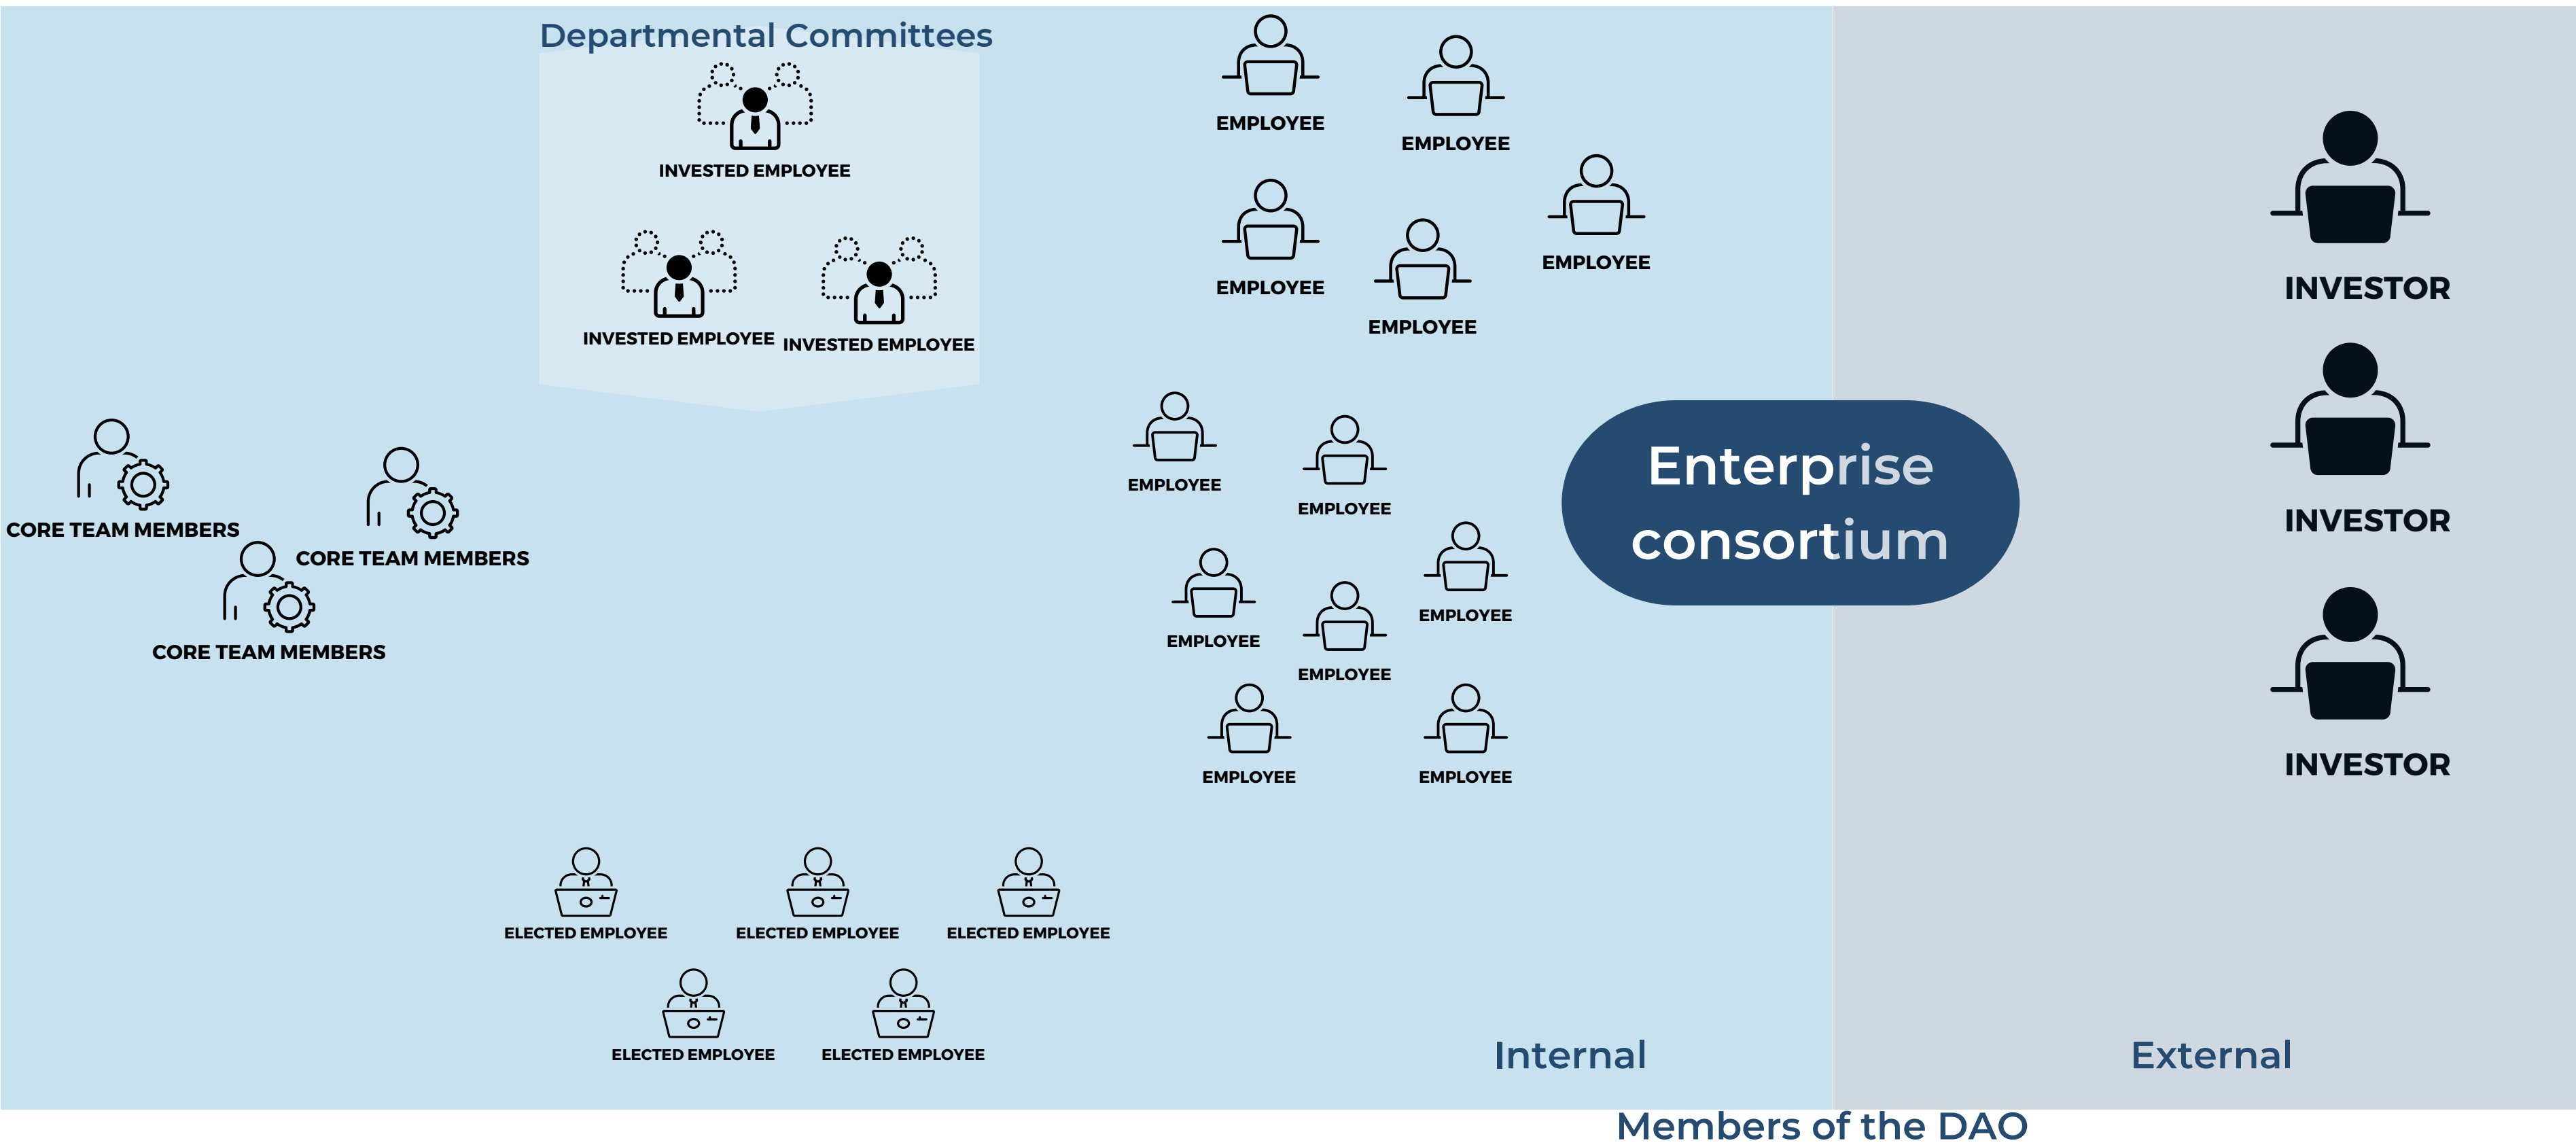 Departmental Committees
INVESTED EMPLOYEE
INVESTED EMPLOYEE
INVESTED EMPLOYEE
EMPLOYEE
EMPLOYEE
EMPLOYEE
EMPLOYEE
EMPLOYEE
INVESTOR
CORE TEAM MEMBERS
CORE TEAM MEMBERS
CORE TEAM MEMBERS
EMPLOYEE
EMPLOYEE
EMPLOYEE
EMPLOYEE
EMPLOYEE
EMPLOYEE
EMPLOYEE
Enterprise
consortium
INVESTOR
INVESTOR
ELECTED EMPLOYEE
ELECTED EMPLOYEE
ELECTED EMPLOYEE
ELECTED EMPLOYEE
ELECTED EMPLOYEE
Internal
External
Members of the DAO